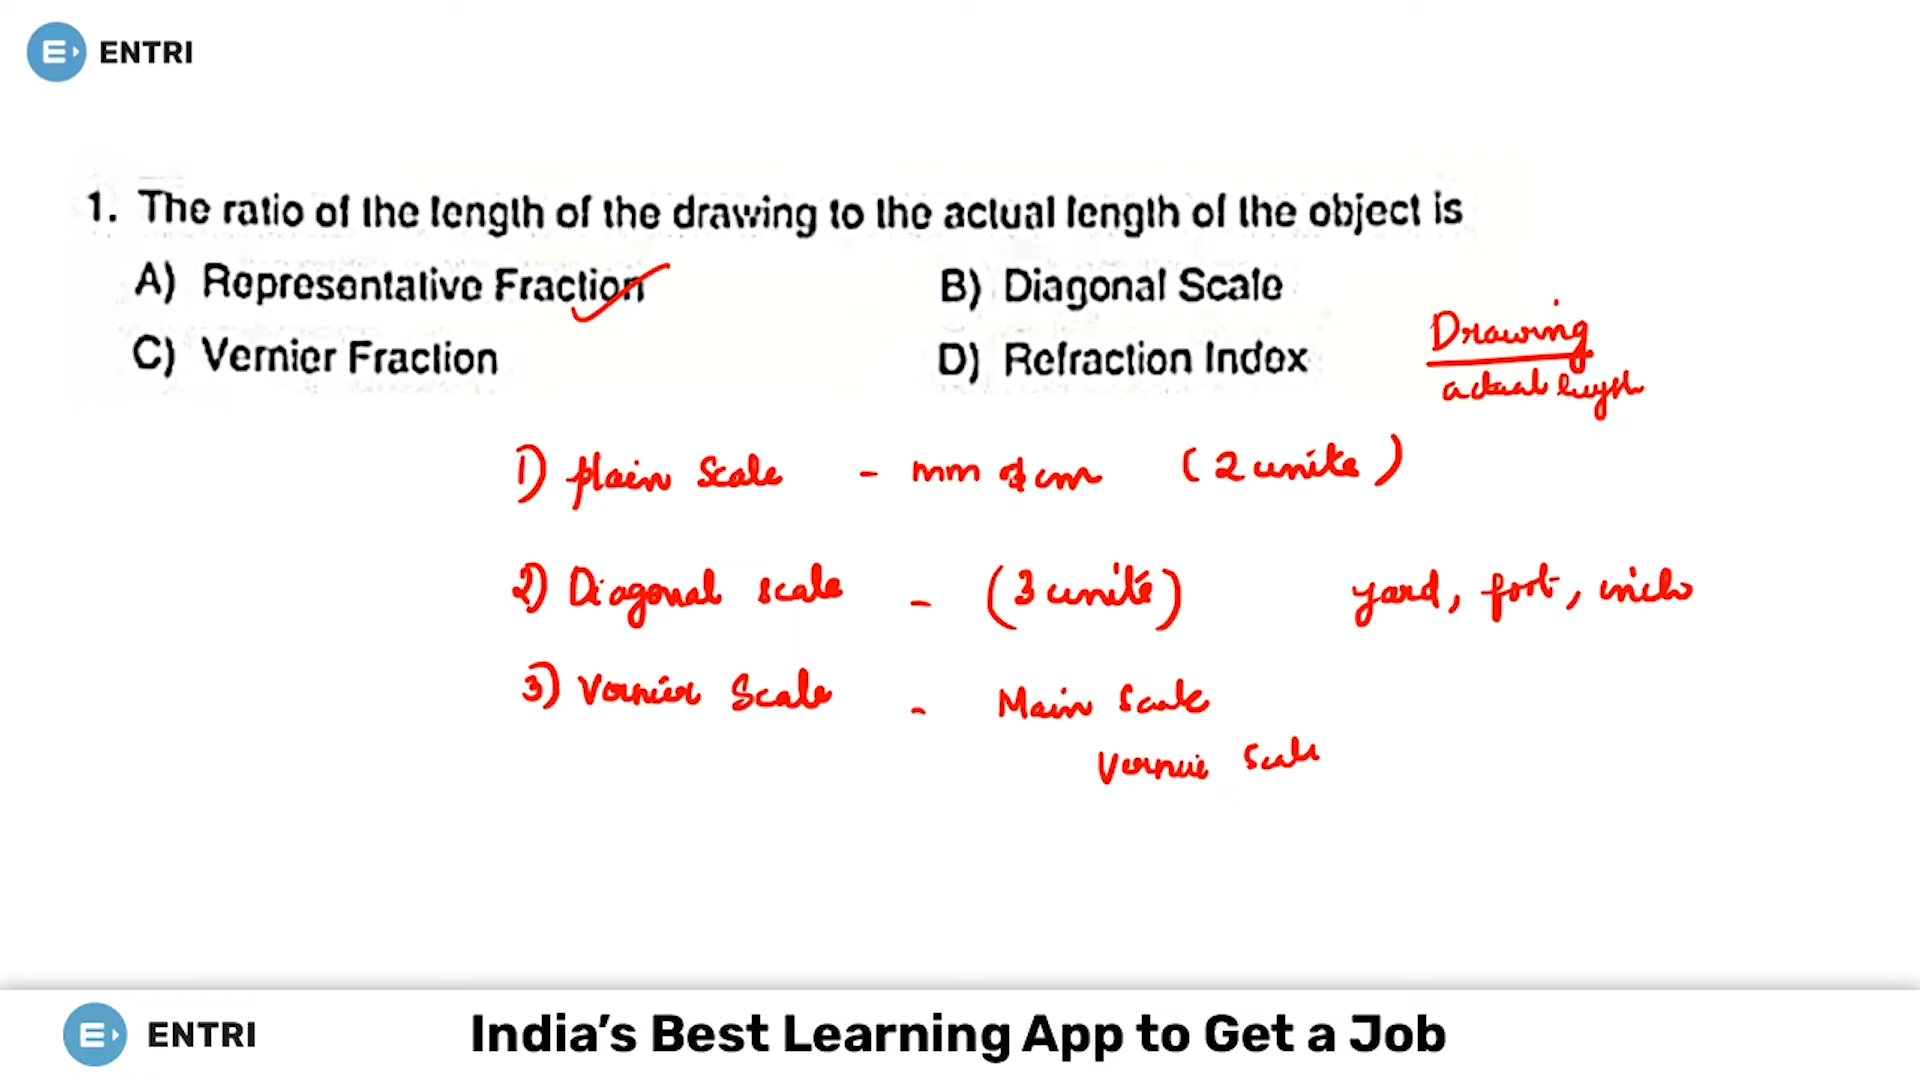 ENTRI
1. The ratio of the length of the drawing to the actual length of the object is
A) Representative Fraction B) Diagonal Scale
C) Vernier Fraction D) Refraction Index
Drawing
actual length
1) plain scale - mm & cm (2 units)
2) Diagonal scale - (3 units) yard, foot, inch
3) Vernier Scale - Main Scale
Vernier Scale
ENTRI India's Best Learning App to Get a Job